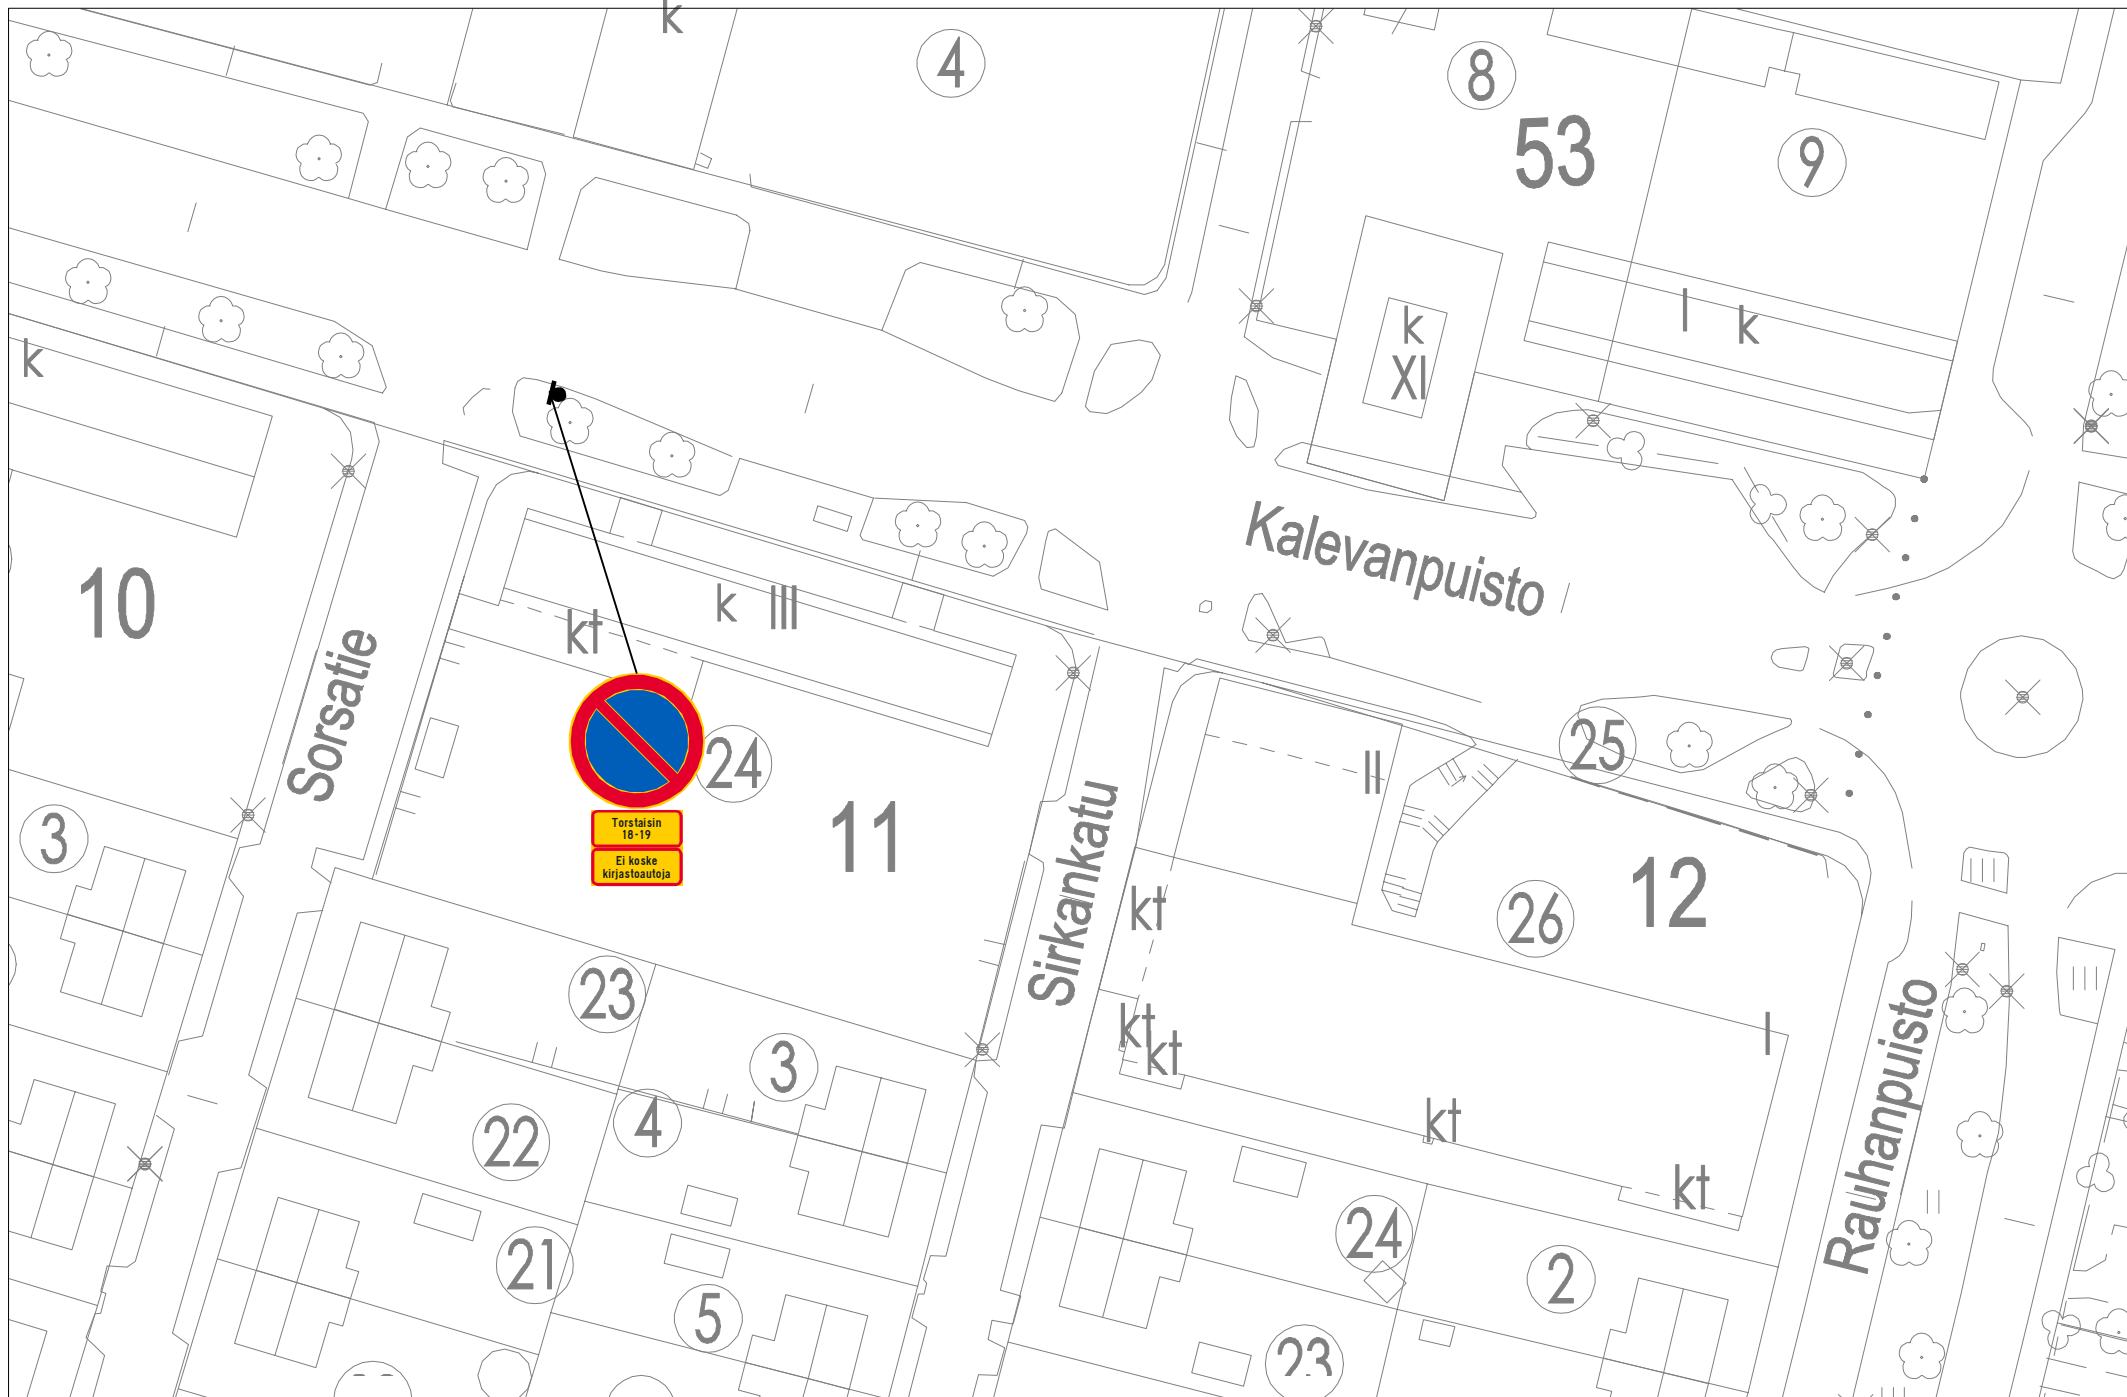 k
4
8
53
9
k
I
k
k
XI
Kalevanpuisto
10
k
III
kt
Sorsatie
24
II
25
Torstaisin
18-19
Ei koske
kirjastoautoja
11
3
Sirkankatu
12
kt
26
23
kt
kt
I
3
Rauhanpuisto
4
22
kt
kt
24
21
2
5
23